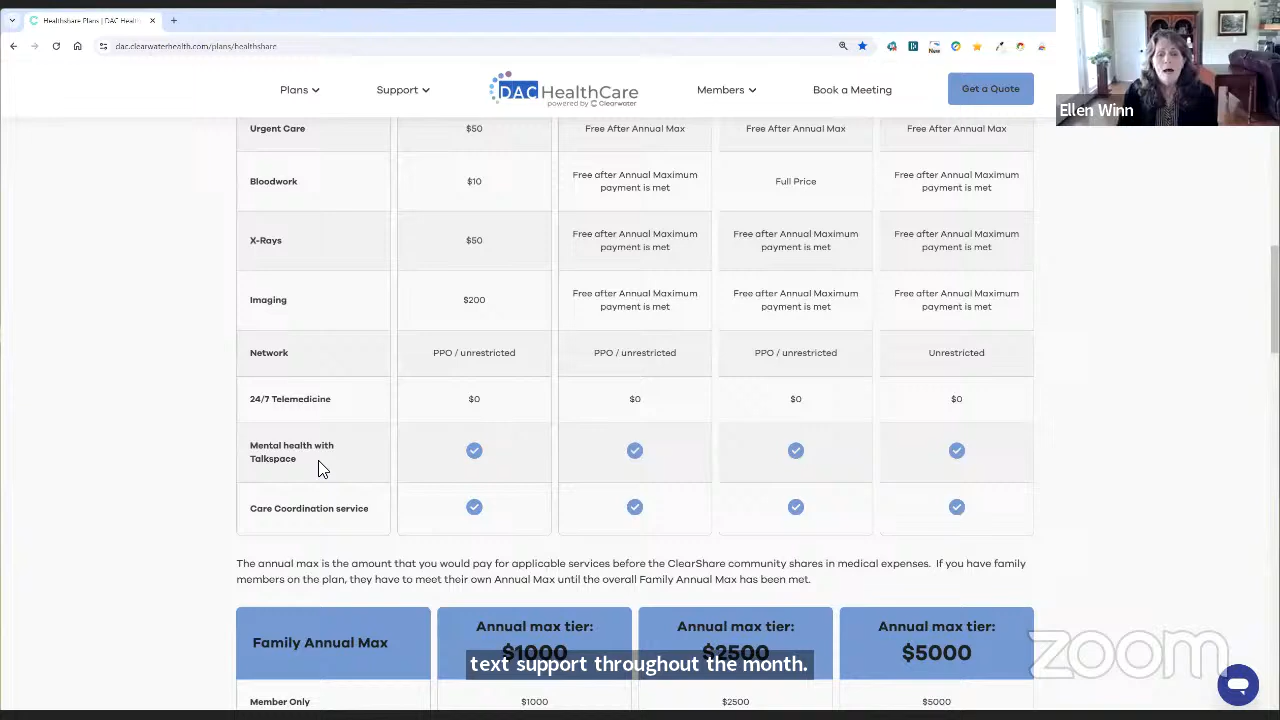 Healthshare Plans | DAC Health
dac.clearwaterhealth.com/plans/healthshare
Plans
Support
DAC HealthCare
powered by Clearwater
Members
Book a Meeting
Get a Quote
Ellen Winn
Urgent Care $50 Free After Annual Max Free After Annual Max Free After Annual Max
Bloodwork $10 Free after Annual Maximum payment is met Full Price Free after Annual Maximum payment is met
X-Rays $50 Free after Annual Maximum payment is met Free after Annual Maximum payment is met Free after Annual Maximum payment is met
Imaging $200 Free after Annual Maximum payment is met Free after Annual Maximum payment is met Free after Annual Maximum payment is met
Network PPO / unrestricted PPO / unrestricted PPO / unrestricted Unrestricted
24/7 Telemedicine $0 $0 $0 $0
Mental health with
Talkspace
Care Coordination service
The annual max is the amount that you would pay for applicable services before the ClearShare community shares in medical expenses. If you have family
members on the plan, they have to meet their own Annual Max until the overall Family Annual Max has been met.
Family Annual Max
Annual max tier: Annual max tier: Annual max tier:
$1000 $2500 $5000
text support throughout the month.
Member Only $1000 $2500 $5000
zoom